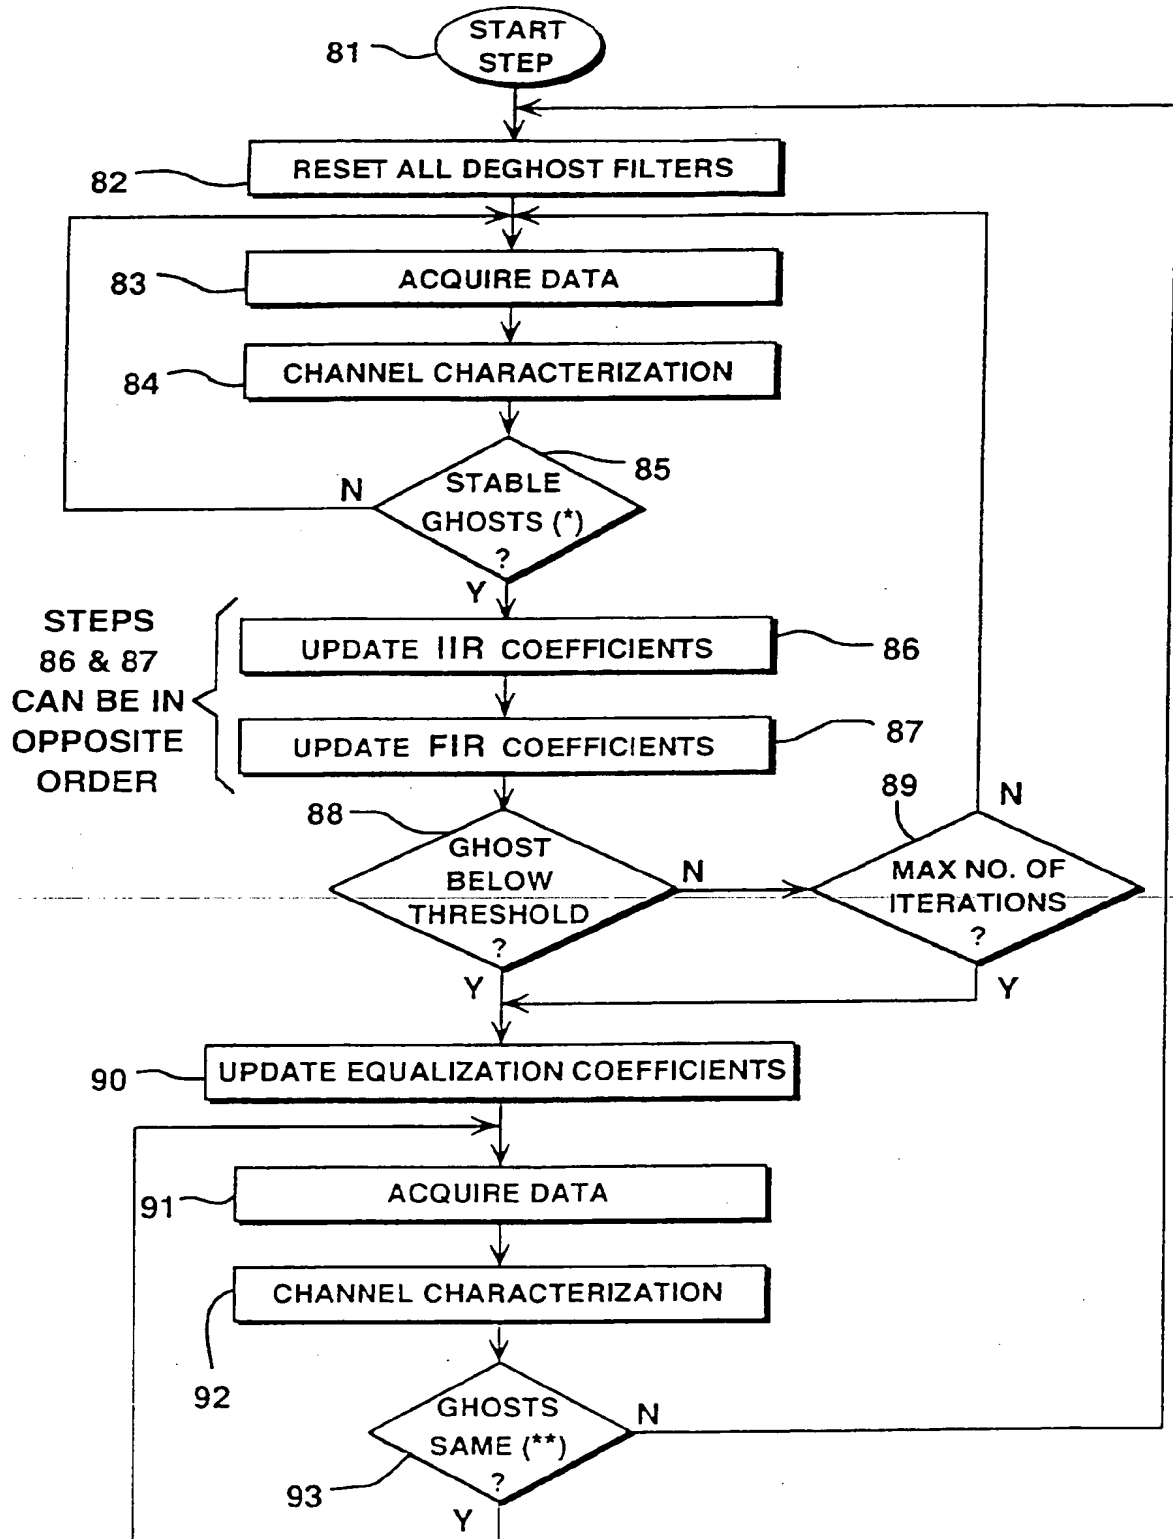 START
STEP
81
RESET ALL DEGHOST FILTERS
82
ACQUIRE DATA
83
CHANNEL CHARACTERIZATION
84
85
N
STABLE
GHOSTS (*)
?
Y
STEPS
86 & 87
CAN BE IN
OPPOSITE
ORDER
UPDATE IIR COEFFICIENTS
86
UPDATE FIR COEFFICIENTS
87
88
GHOST
BELOW
THRESHOLD
?
N
Y
89
N
MAX NO. OF
ITERATIONS
?
Y
90
UPDATE EQUALIZATION COEFFICIENTS
91
ACQUIRE DATA
CHANNEL CHARACTERIZATION
92
GHOSTS
SAME (**)
?
N
93
Y